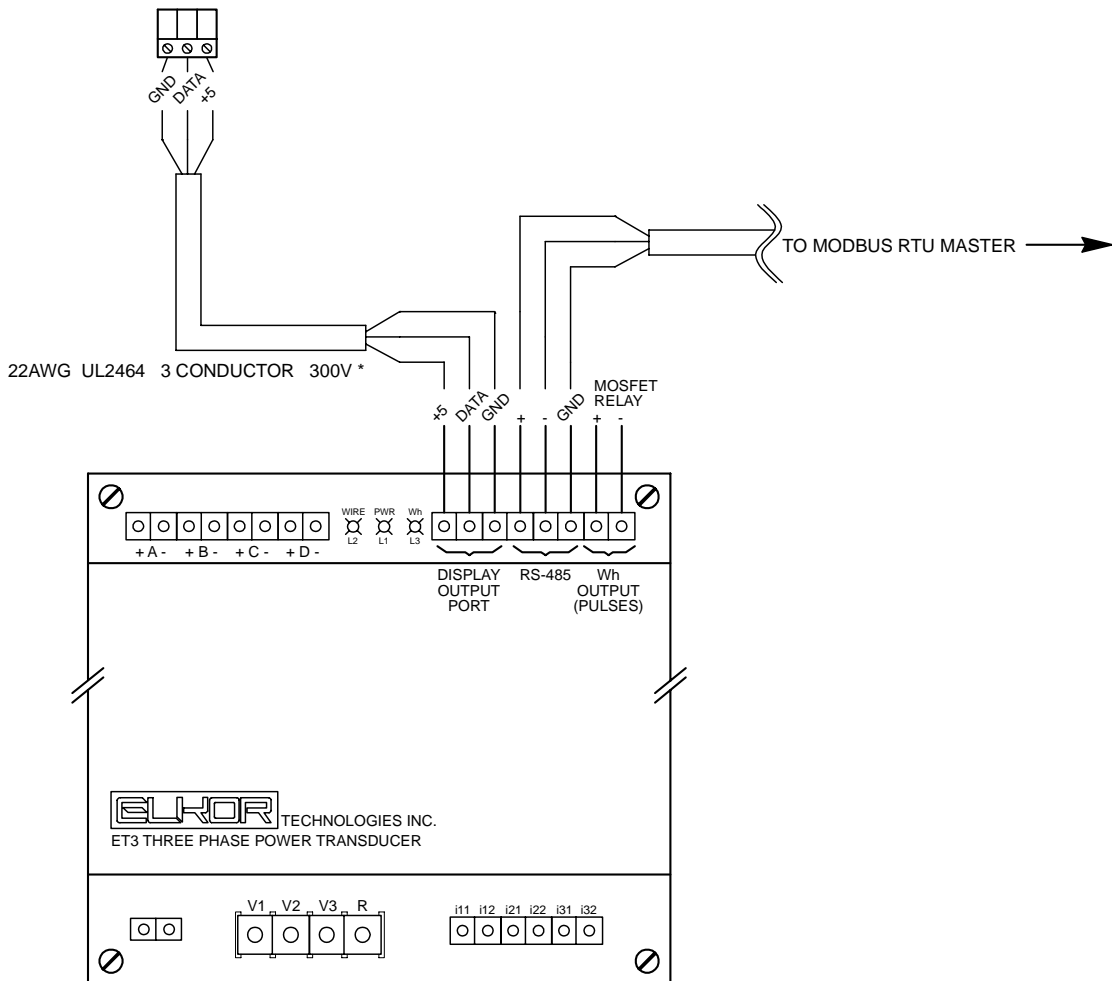 GND DATA +5
TO MODBUS RTU MASTER
22AWG UL2464 3 CONDUCTOR 300V *
MOSFET
RELAY
+5 DATA GND + - GND + -
WIRE PWR Wh
L2 L1 L3
+ A - + B - + C - + D -
DISPLAY
OUTPUT
PORT
RS-485
Wh
OUTPUT
(PULSES)
ELKOR TECHNOLOGIES INC.
ET3 THREE PHASE POWER TRANSDUCER
V1 V2 V3 R
i11 i12 i21 i22 i31 i32